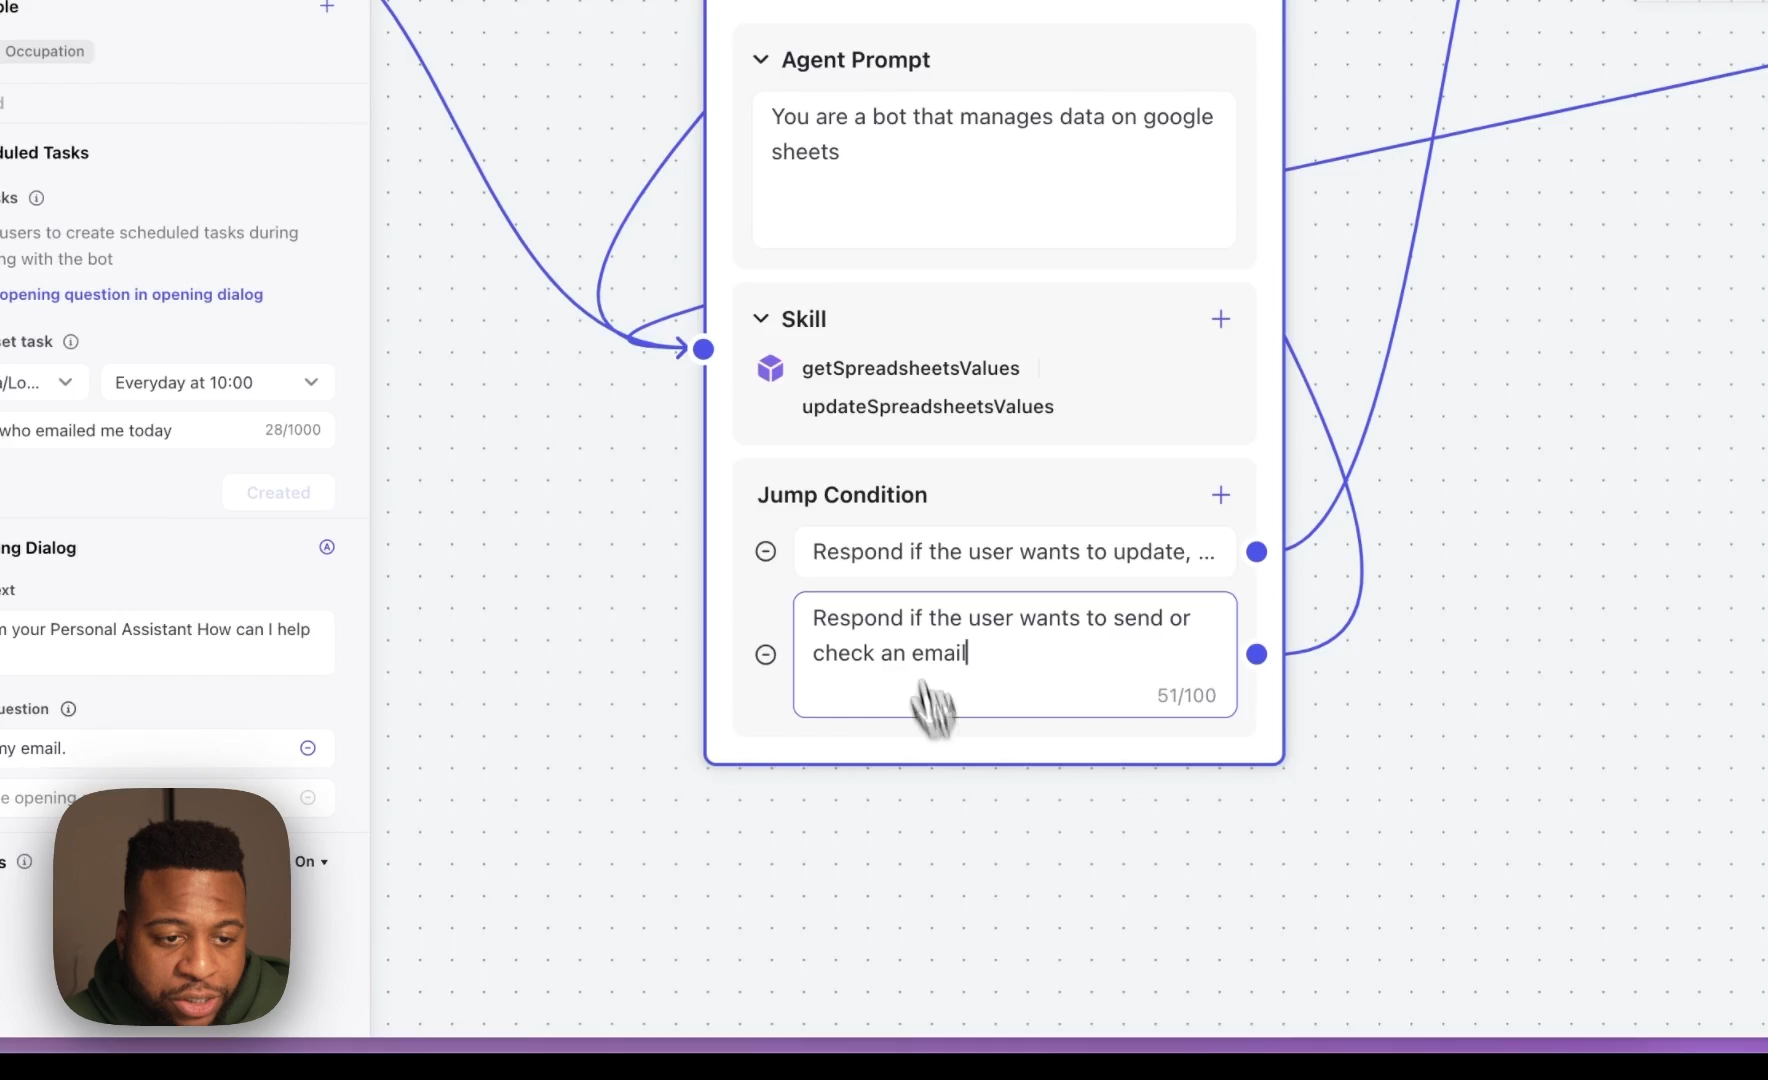 ple
Occupation
d
duled Tasks
ks
users to create scheduled tasks during
ng with the bot
opening question in opening dialog
set task
a/Lo...
Everyday at 10:00
who emailed me today
28/1000
Created
ng Dialog
ext
m your Personal Assistant How can I help
uestion
my email.
e opening
s
On
Agent Prompt
You are a bot that manages data on google
sheets
Skill
getSpreadsheetsValues
updateSpreadsheetsValues
Jump Condition
Respond if the user wants to update, ...
Respond if the user wants to send or
check an email
51/100